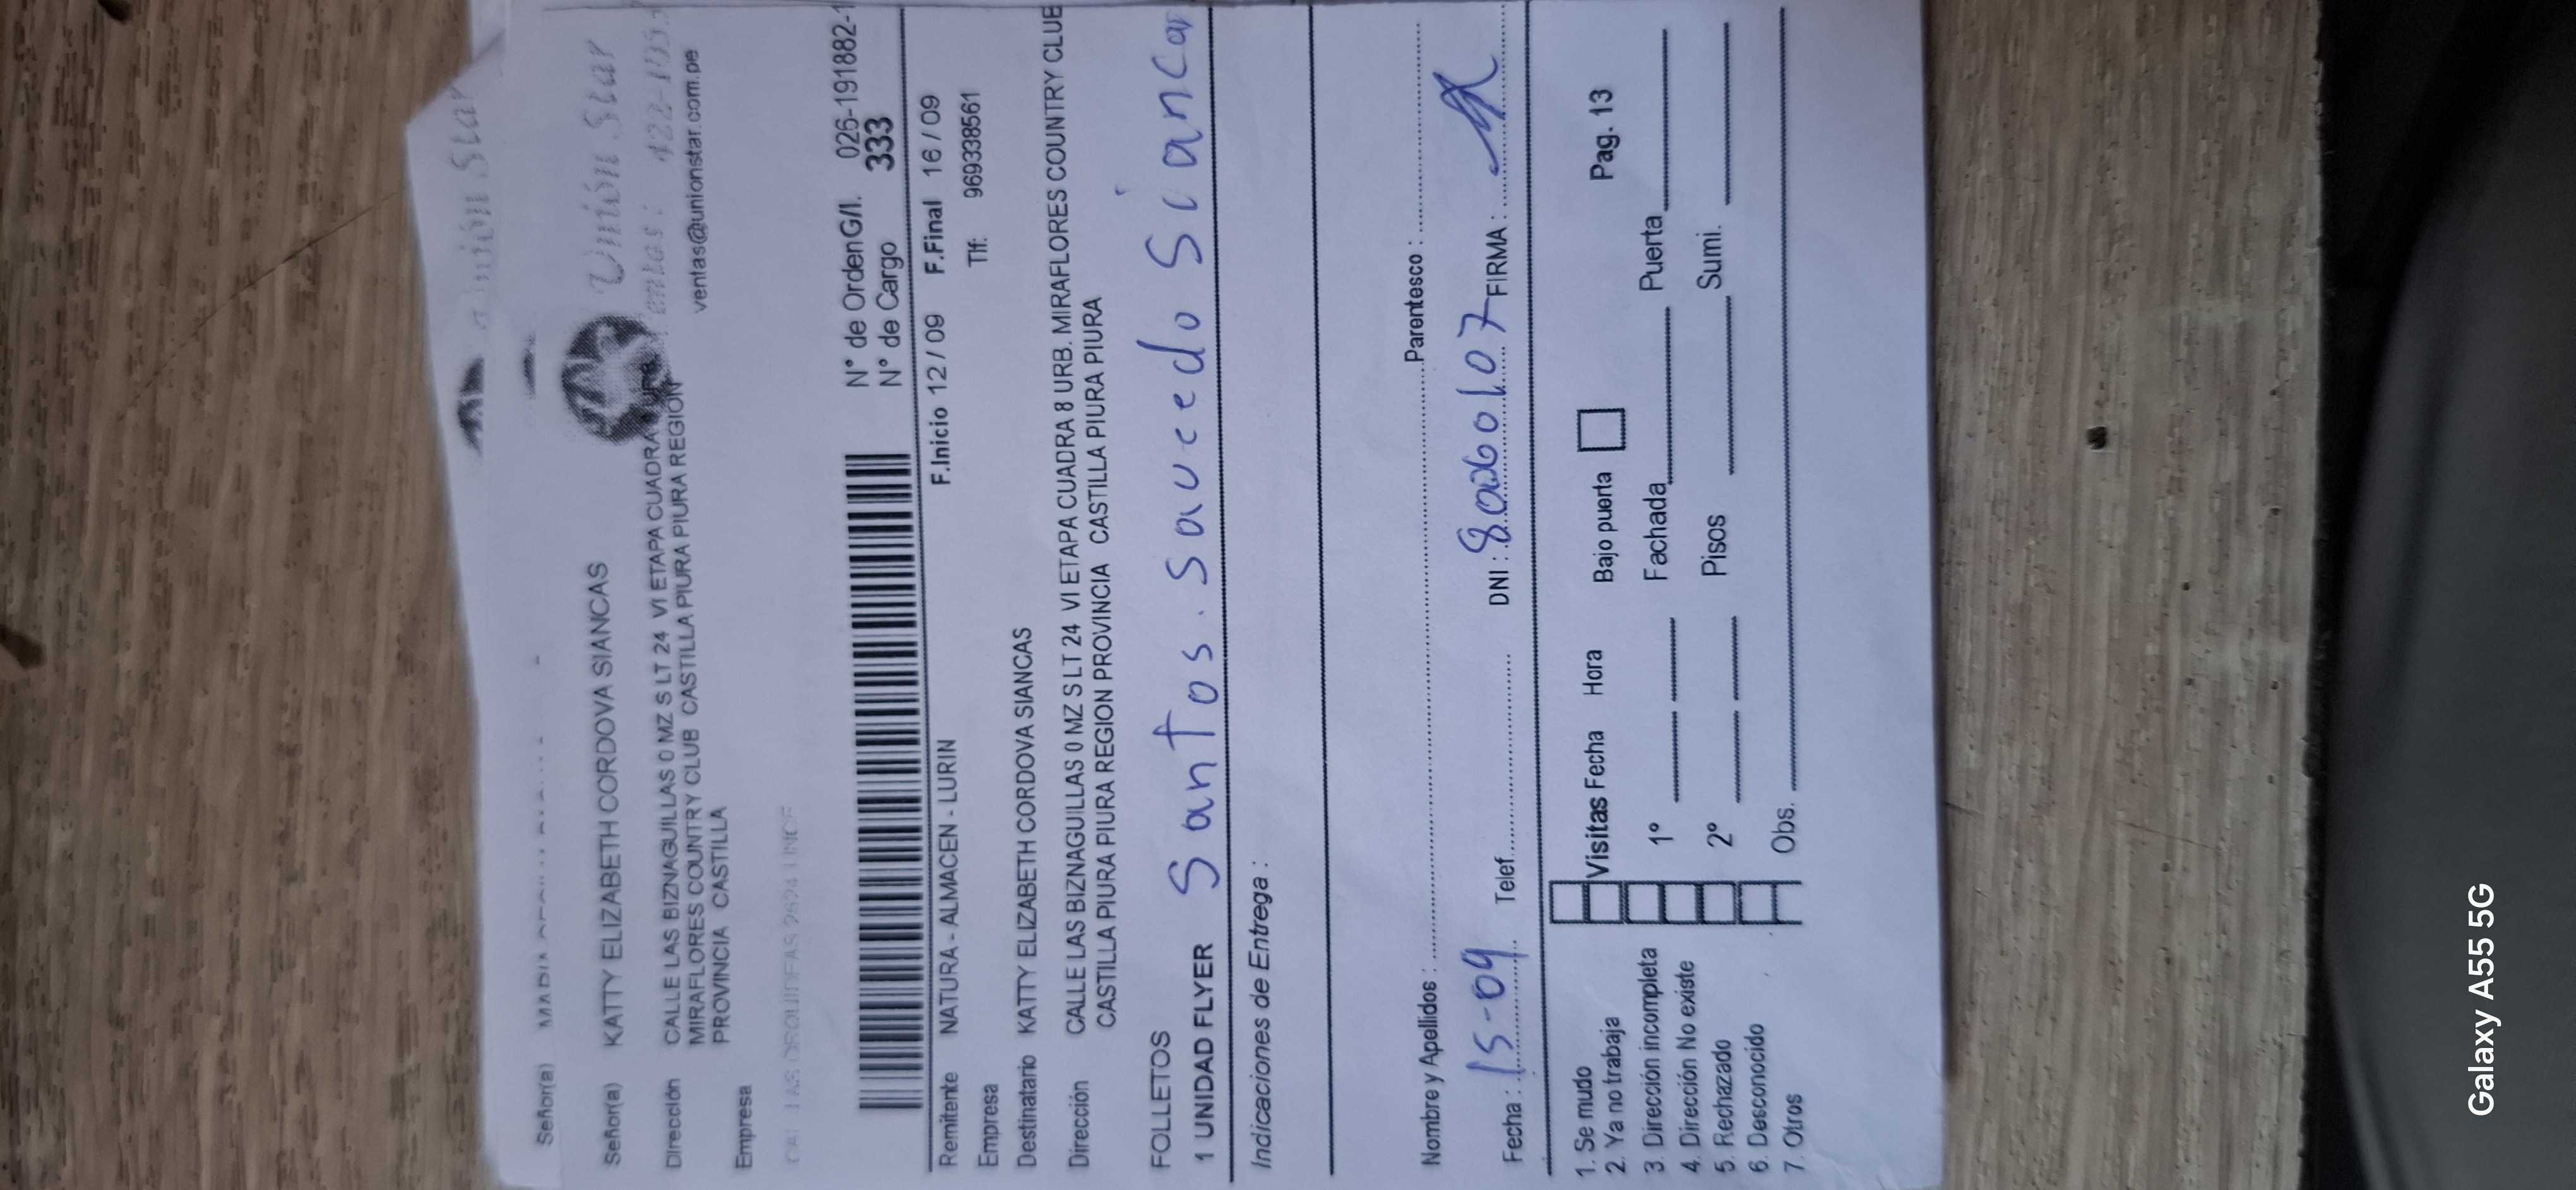 Unión Star
Señor(a)
Unión Star
Señor(a) KATTY ELIZABETH CORDOVA SIANCAS
ventas@unionstar.com.pe
Dirección CALLE LAS BIZNAGUILLAS 0 MZ S LT 24 VI ETAPA CUADRA
MIRAFLORES COUNTRY CLUB CASTILLA PIURA PIURA REGION
PROVINCIA CASTILLA
Empresa
N° de OrdenG/I. 026-191882-1
N° de Cargo 333
F.Inicio 12 / 09 F.Final 16 / 09
Remitente NATURA - ALMACEN - LURIN
Tlf: 969338561
Empresa
Destinatario KATTY ELIZABETH CORDOVA SIANCAS
Dirección CALLE LAS BIZNAGUILLAS 0 MZ S LT 24 VI ETAPA CUADRA 8 URB. MIRAFLORES COUNTRY CLUB
CASTILLA PIURA PIURA REGION PROVINCIA CASTILLA PIURA PIURA
FOLLETOS
1 UNIDAD FLYER Santos. Saucedo Siancar
Indicaciones de Entrega :
Nombre y Apellidos : Parentesco :
Fecha : 15-09 Telef. DNI : FIRMA :
1. Se mudo
2. Ya no trabaja Visitas Fecha Hora Bajo puerta Pag. 13
3. Dirección incompleta 1º Fachada Puerta
4. Dirección No existe
5. Rechazado 2º Pisos Sumi.
6. Desconocido
7. Otros Obs.
Galaxy A55 5G